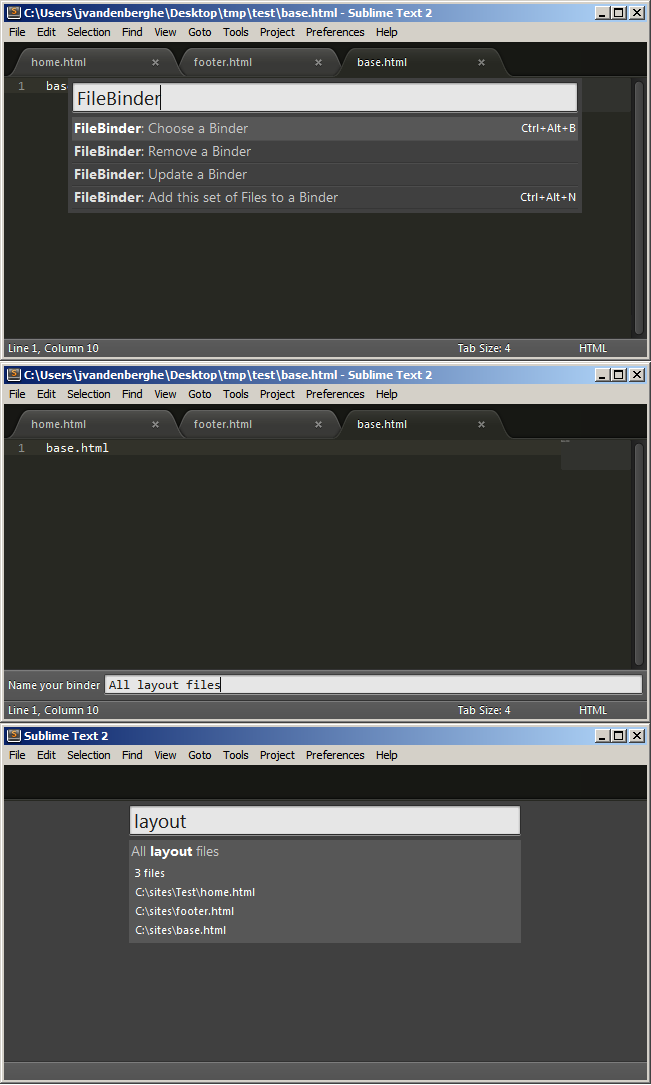 C:\Users\jvandenberghe\Desktop\tmp\test\base.html - Sublime Text 2
File Edit Selection Find View Goto Tools Project Preferences Help
home.html × footer.html × base.html ×
1 bas
FileBinder
FileBinder: Choose a Binder Ctrl+Alt+B
FileBinder: Remove a Binder
FileBinder: Update a Binder
FileBinder: Add this set of Files to a Binder Ctrl+Alt+N
Line 1, Column 10 Tab Size: 4 HTML
C:\Users\jvandenberghe\Desktop\tmp\test\base.html - Sublime Text 2
File Edit Selection Find View Goto Tools Project Preferences Help
home.html × footer.html × base.html ×
1 base.html
Name your binder All layout files
Line 1, Column 10 Tab Size: 4 HTML
Sublime Text 2
File Edit Selection Find View Goto Tools Project Preferences Help
layout
All layout files
3 files
C:\sites\Test\home.html
C:\sites\footer.html
C:\sites\base.html